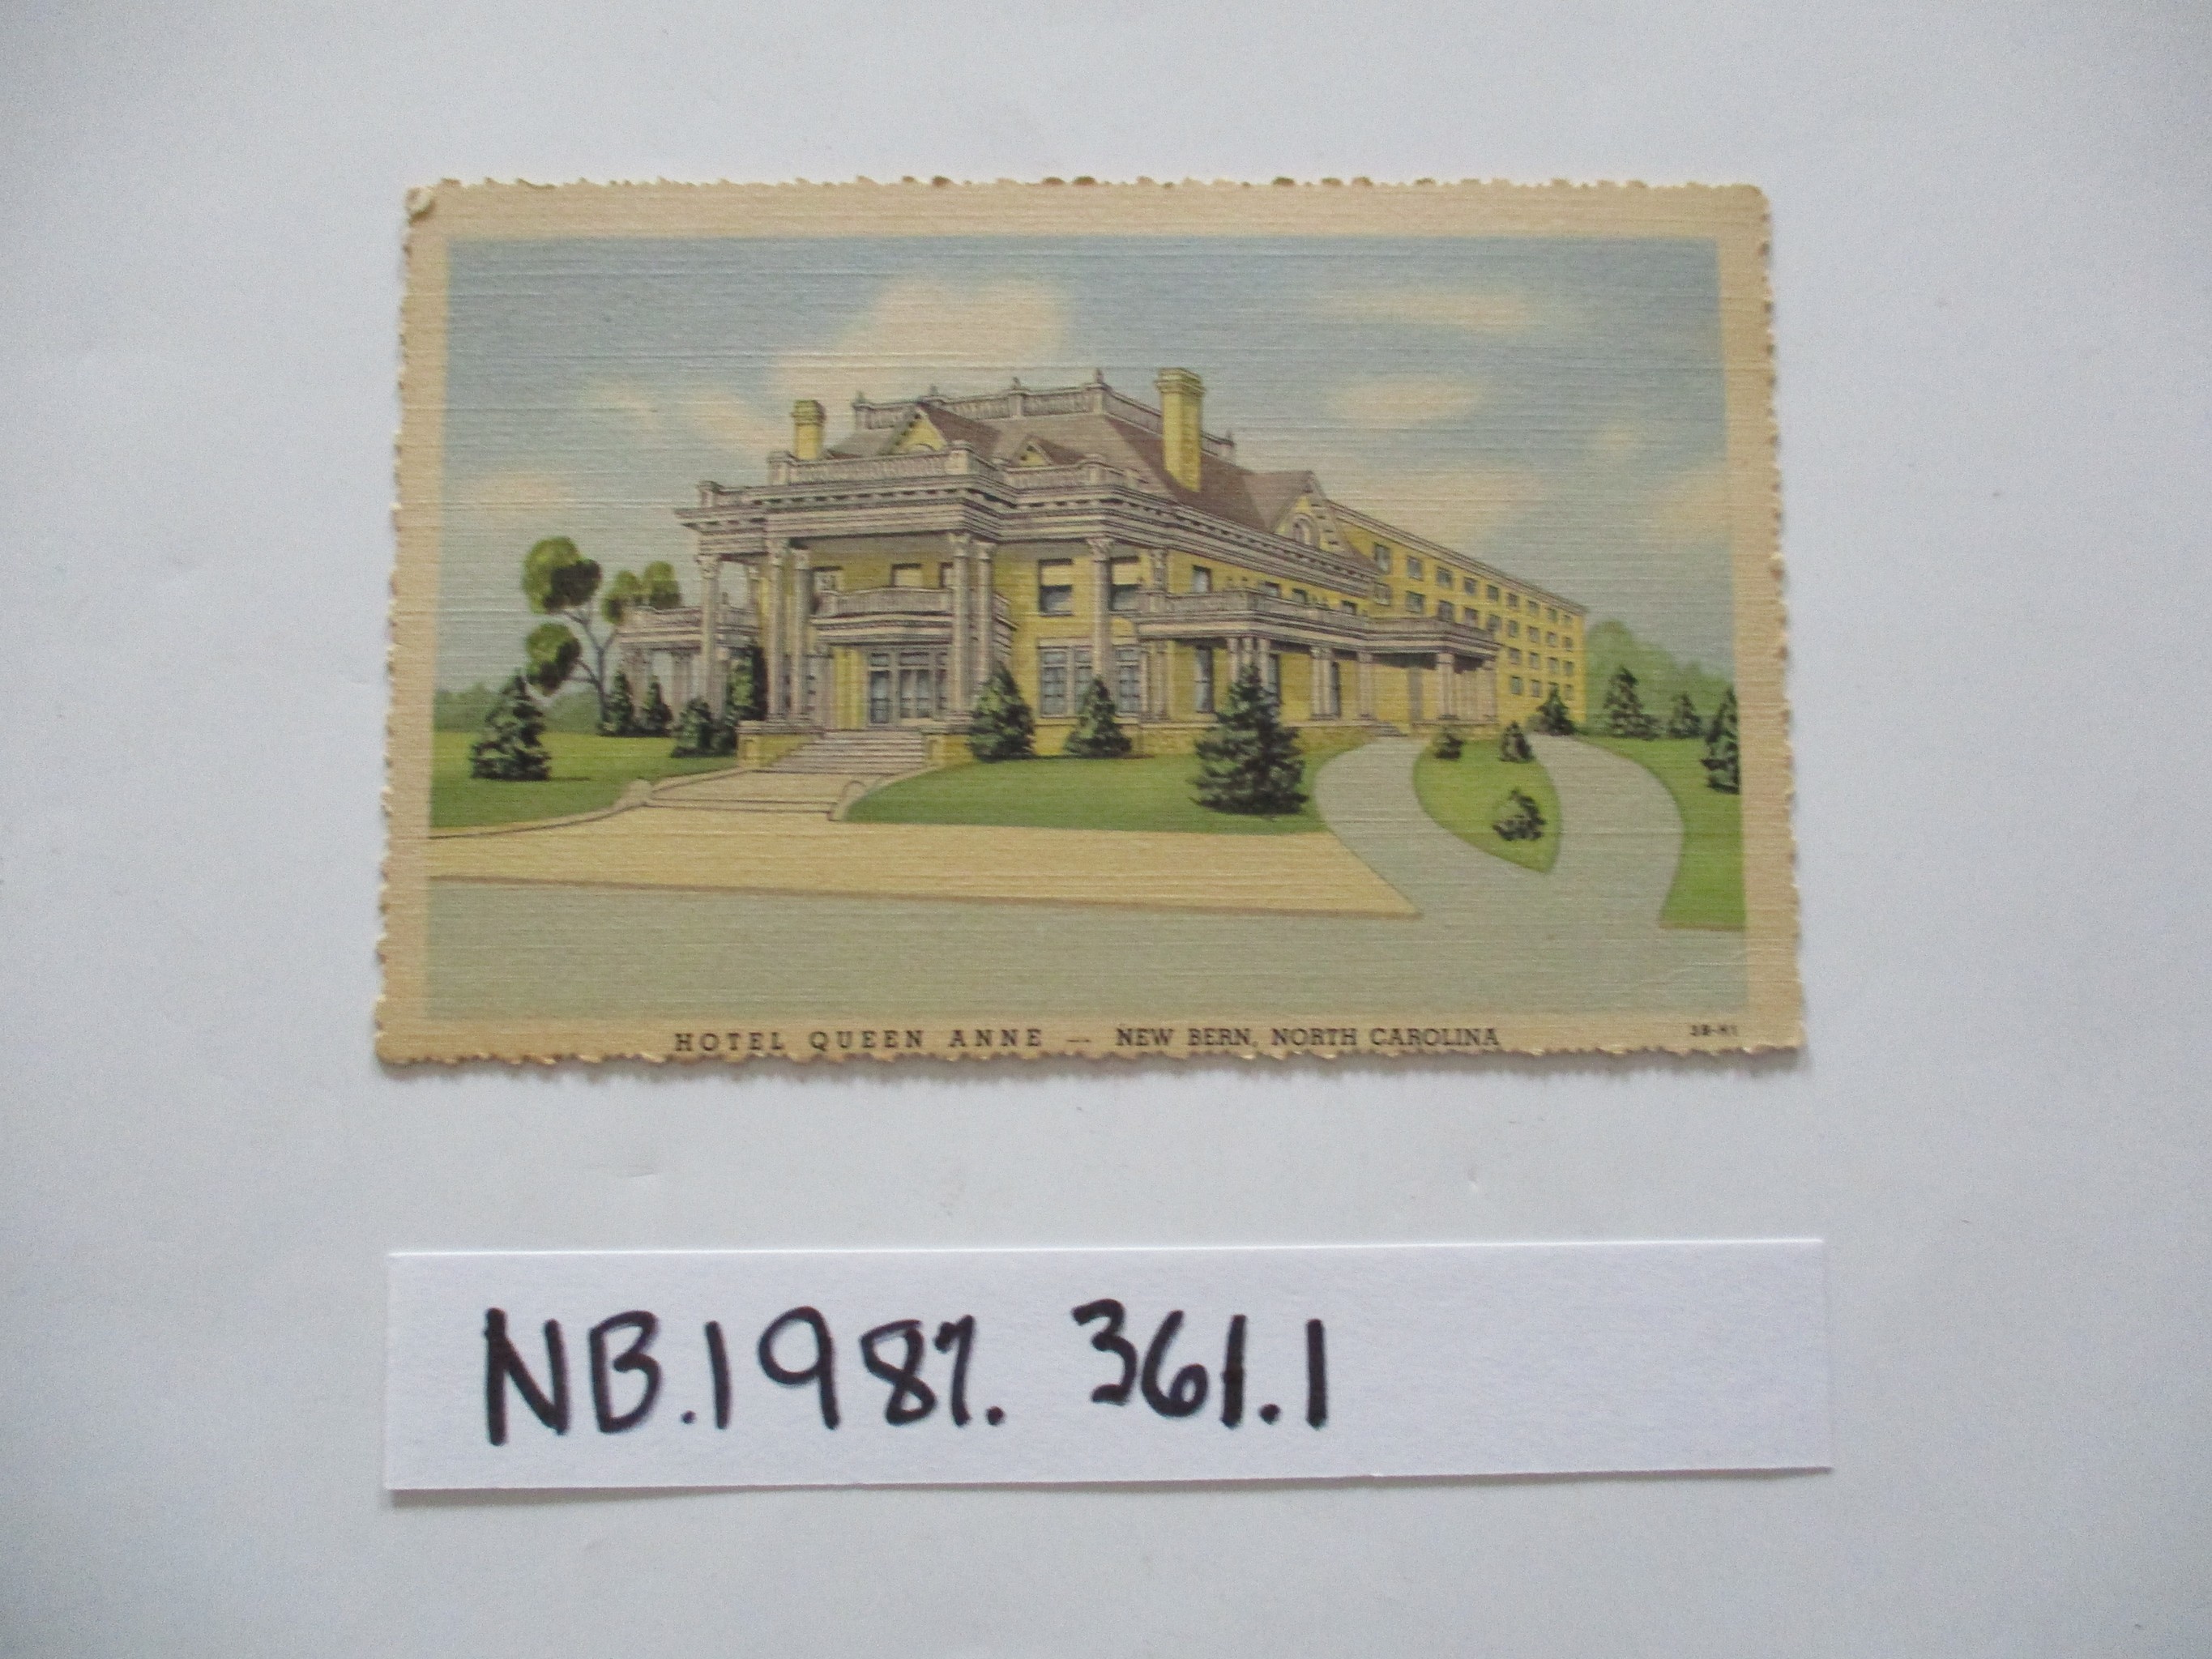 HOTEL QUEEN ANNE — NEW BERN, NORTH CAROLINA
NB.1987. 361.1